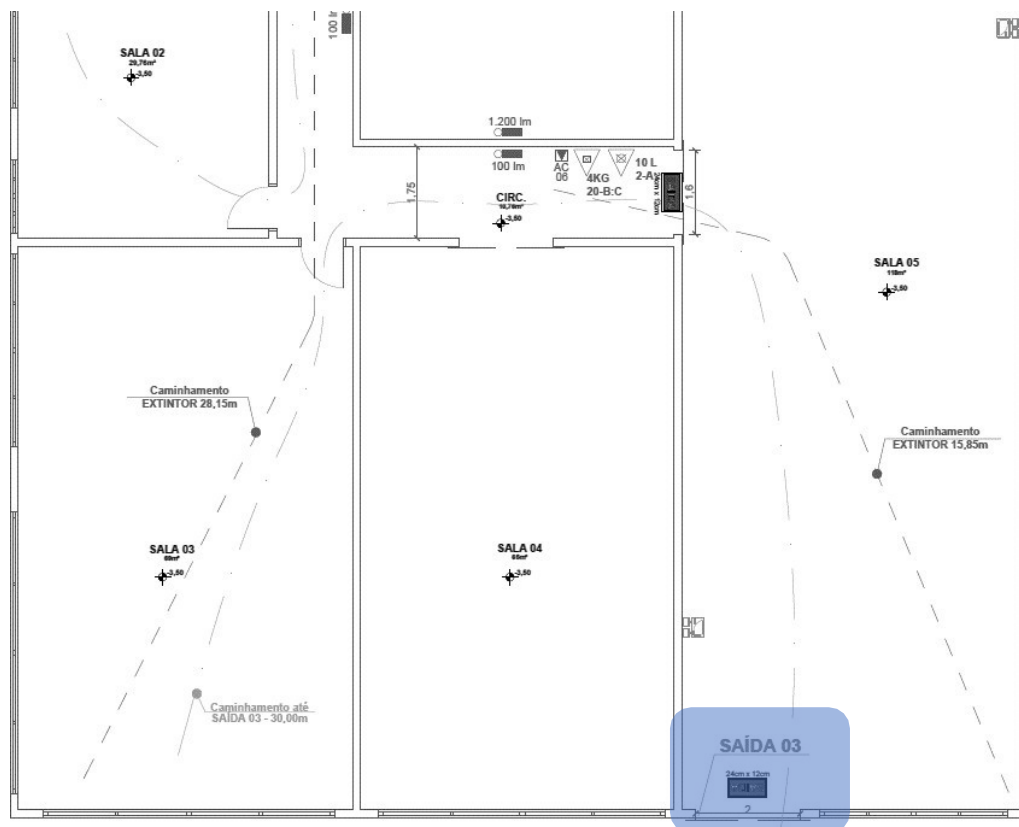 SALA 02
29,76m²
-3,50
100 lm
1.200 lm
100 lm
AC
06
4KG
20-B:C
10 L
2-A
24cm x 12cm
1,6
1,75
CIRC.
-3,50
SALA 05
118m²
-3,50
Caminhamento
EXTINTOR 28,15m
Caminhamento
EXTINTOR 15,85m
SALA 03
-3,50
SALA 04
-3,50
Caminhamento até
SAÍDA 03 - 30,00m
SAÍDA 03
24cm x 12cm
2